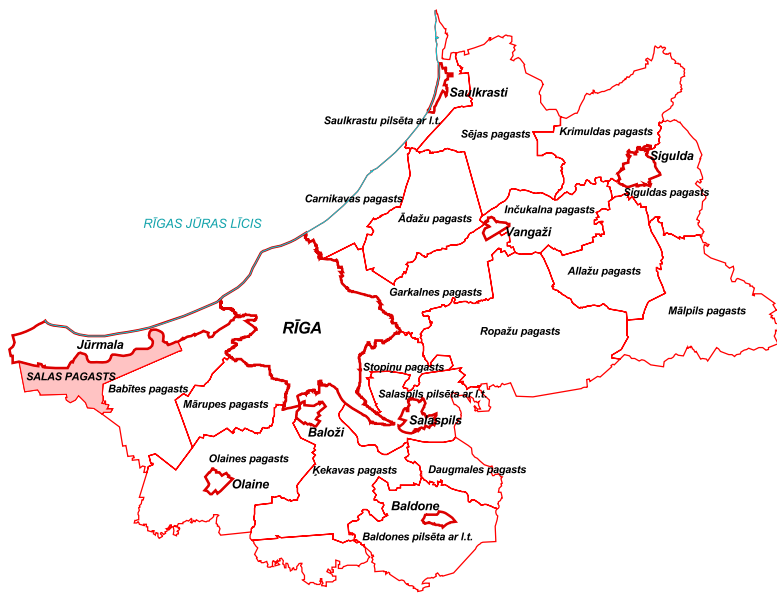 Saulkrasti
Saulkrastu pilsēta ar l.t.
Sējas pagasts
Krimuldas pagasts
Sigulda
Siguldas pagasts
Carnikavas pagasts
Ādažu pagasts
Inčukalna pagasts
Vangaži
RĪGAS JŪRAS LĪCIS
Allažu pagasts
Garkalnes pagasts
Mālpils pagasts
RĪGA
Ropažu pagasts
Jūrmala
SALAS PAGASTS
Babītes pagasts
Stopiņu pagasts
Salaspils pilsēta ar l.t.
Mārupes pagasts
Salaspils
Baloži
Olaines pagasts
Ķekavas pagasts
Daugmales pagasts
Olaine
Baldone
Baldones pilsēta ar l.t.